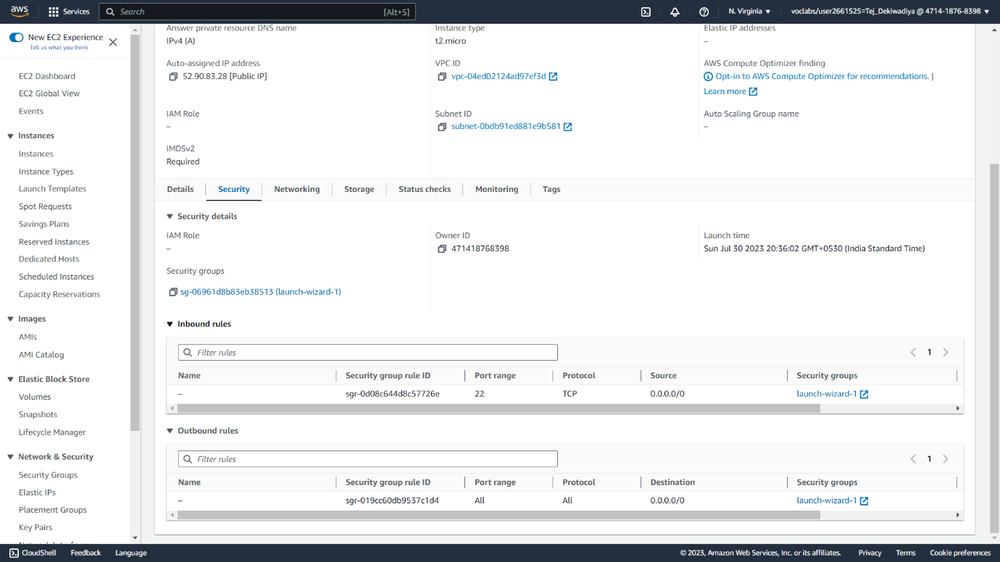 aws
Services
Search
[Alt+S]
N. Virginia
voclabs/user2661525=Tej_Dekiwadiya @ 4714-1876-8398
New EC2 Experience
Tell us what you think
EC2 Dashboard
EC2 Global View
Events
Instances
Instances
Instance Types
Launch Templates
Spot Requests
Savings Plans
Reserved Instances
Dedicated Hosts
Scheduled Instances
Capacity Reservations
Images
AMIs
AMI Catalog
Elastic Block Store
Volumes
Snapshots
Lifecycle Manager
Network & Security
Security Groups
Elastic IPs
Placement Groups
Key Pairs
Answer private resource DNS name
IPv4 (A)
Instance type
t2.micro
Elastic IP addresses
–
Auto-assigned IP address
52.90.83.28 [Public IP]
VPC ID
vpc-04ed02124ad97ef3d
AWS Compute Optimizer finding
Opt-in to AWS Compute Optimizer for recommendations. |
Learn more
IAM Role
–
Subnet ID
subnet-0bdb91ed881e9b581
Auto Scaling Group name
–
IMDSv2
Required
Details Security Networking Storage Status checks Monitoring Tags
Security details
IAM Role
–
Owner ID
471418768398
Launch time
Sun Jul 30 2023 20:36:02 GMT+0530 (India Standard Time)
Security groups
sg-06961d8b83eb38513 (launch-wizard-1)
Inbound rules
Filter rules
1
Name Security group rule ID Port range Protocol Source Security groups
– sgr-0d08c644d8c57726e 22 TCP 0.0.0.0/0 launch-wizard-1
Outbound rules
Filter rules
1
Name Security group rule ID Port range Protocol Destination Security groups
– sgr-019cc60db9537c1d4 All All 0.0.0.0/0 launch-wizard-1
CloudShell Feedback Language
© 2023, Amazon Web Services, Inc. or its affiliates. Privacy Terms Cookie preferences